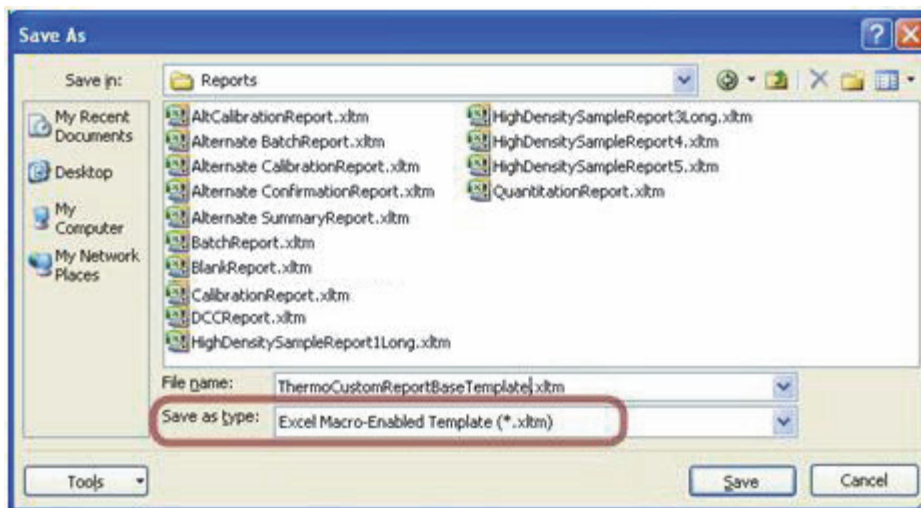 Save As
Save in:
Reports
My Recent
Documents
Desktop
My
Computer
My Network
Places
AltCalibrationReport.xltm
Alternate BatchReport.xltm
Alternate CalibrationReport.xltm
Alternate ConfirmationReport.xltm
Alternate SummaryReport.xltm
BatchReport.xltm
BlankReport.xltm
CalibrationReport.xltm
DCCReport.xltm
HighDensitySampleReport1Long.xltm
HighDensitySampleReport3Long.xltm
HighDensitySampleReport4.xltm
HighDensitySampleReport5.xltm
QuantitationReport.xltm
File name:
ThermoCustomReportBaseTemplate.xltm
Save as type:
Excel Macro-Enabled Template (*.xltm)
Tools
Save
Cancel